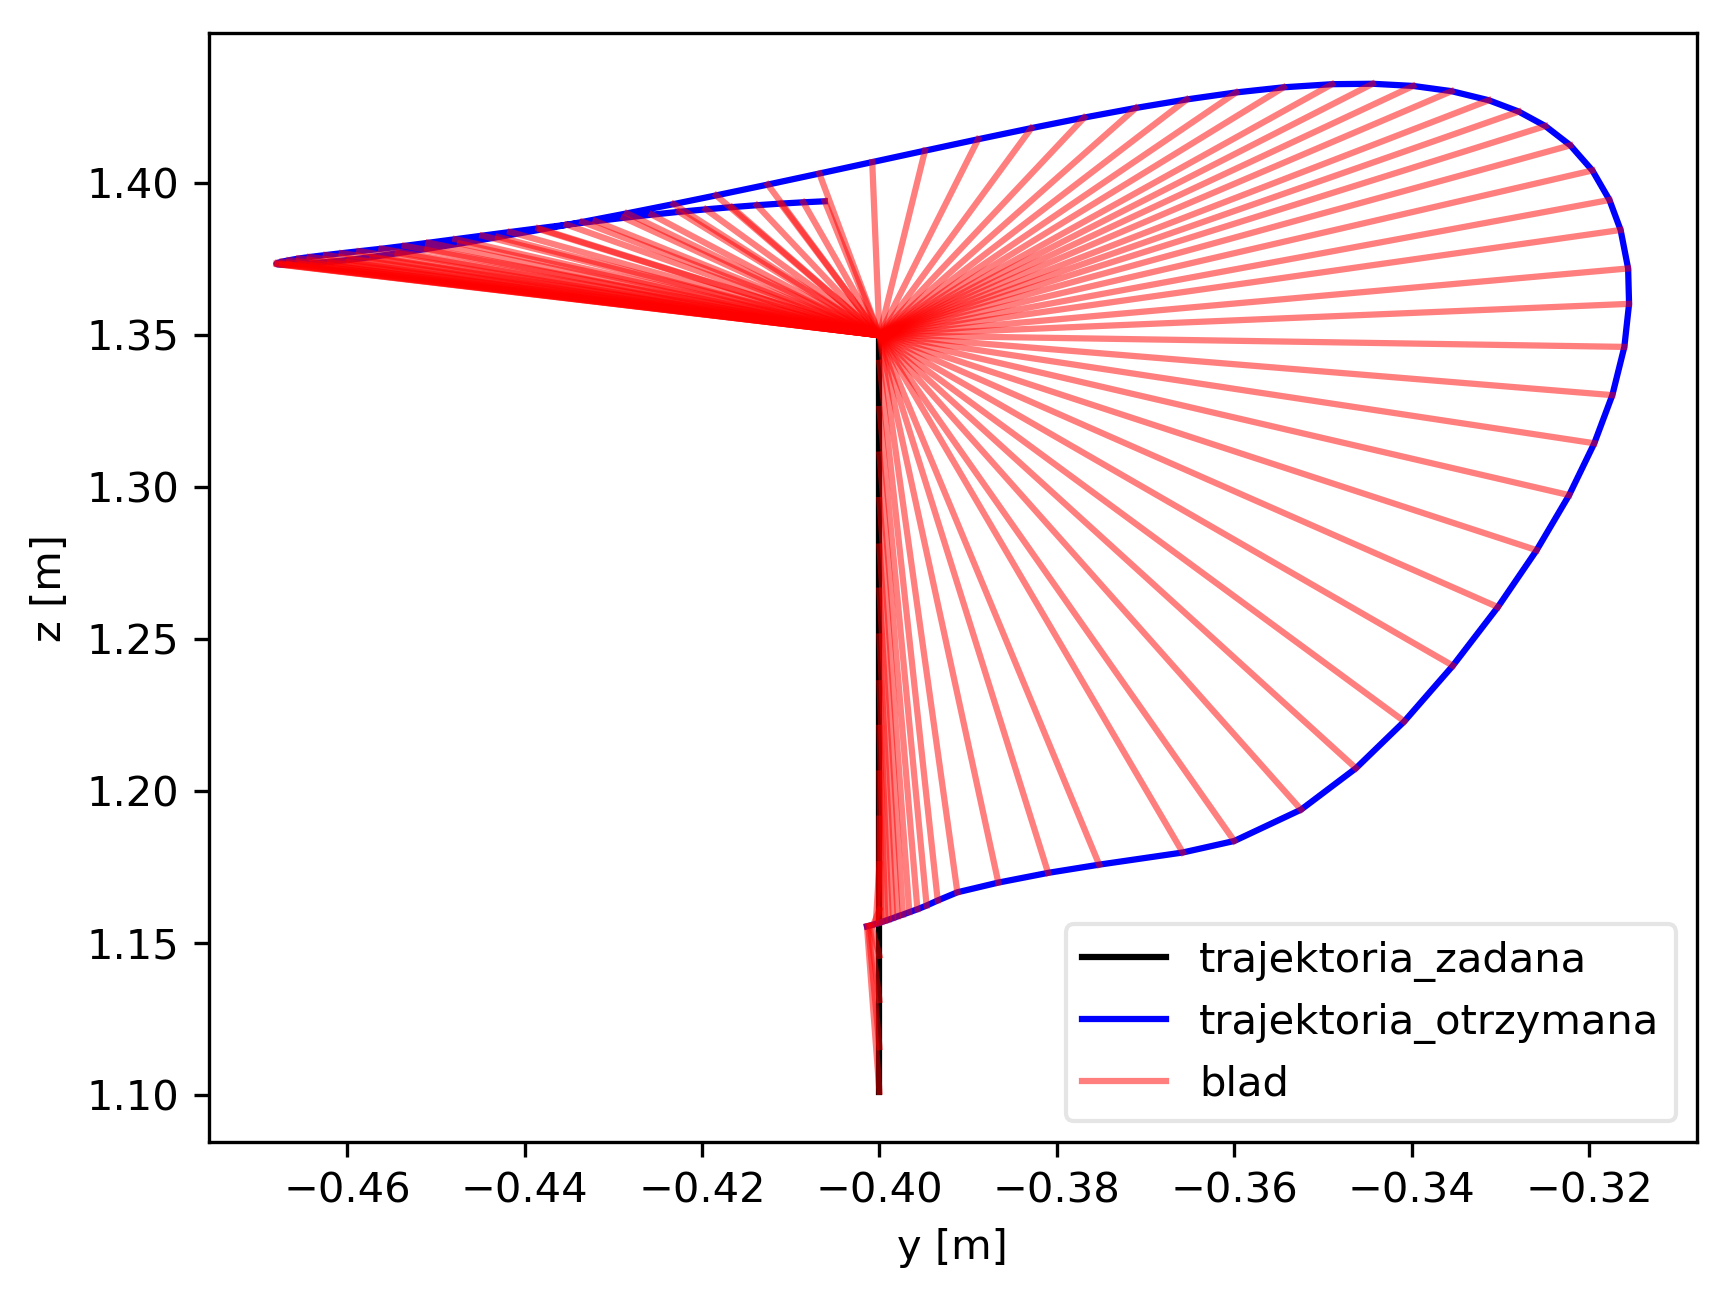 1.40
1.35
1.30
1.25
1.20
1.15
1.10
z [m]
−0.46 −0.44 −0.42 −0.40 −0.38 −0.36 −0.34 −0.32
y [m]
trajektoria_zadana
trajektoria_otrzymana
blad